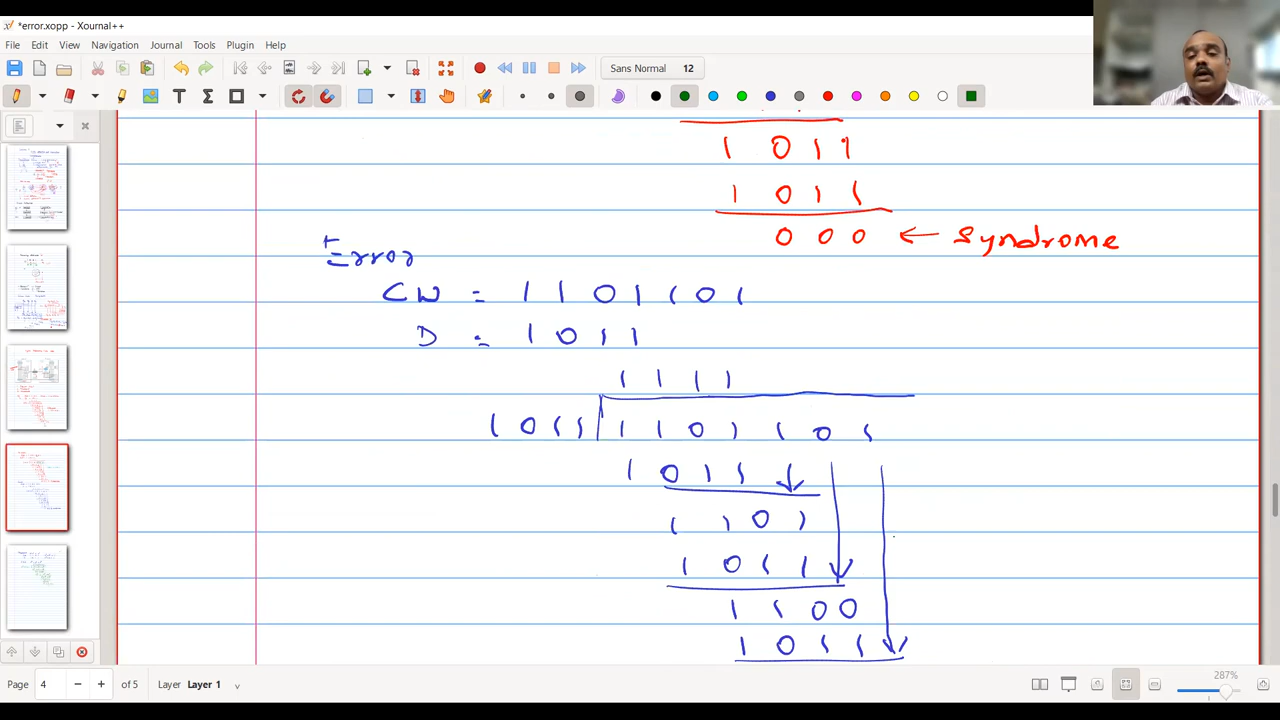 *error.xopp - Xournal++
File Edit View Navigation Journal Tools Plugin Help
Sans Normal 12
1 0 1 1
1 0 1 1
0 0 0 ← Syndrome
Error
CW = 1 1 0 1 1 0 1
D = 1 0 1 1
1 1 1 1
1 0 1 1 1 1 0 1 1 0 1
1 0 1 1
1 1 0 1
1 0 1 1
1 1 0 0
1 0 1 1
287%
Page 4 − + of 5 Layer Layer 1